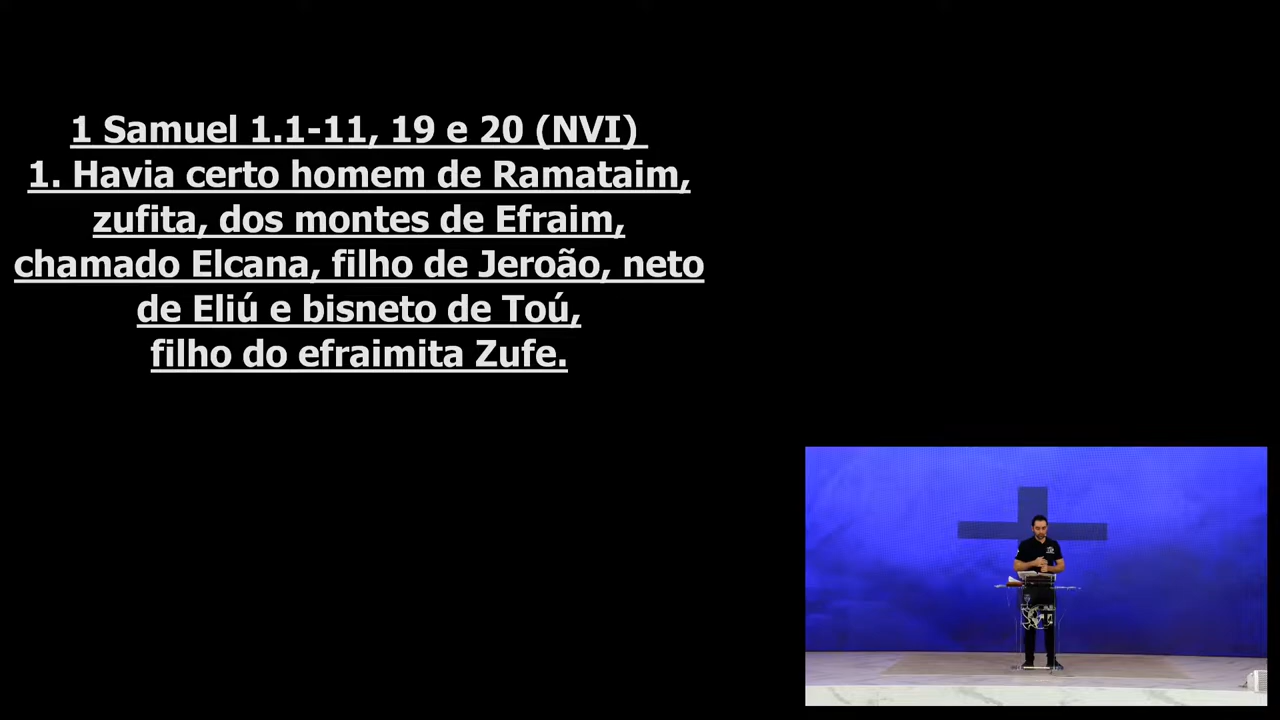 1 Samuel 1.1-11, 19 e 20 (NVI)
1. Havia certo homem de Ramataim,
zufita, dos montes de Efraim,
chamado Elcana, filho de Jeroão, neto
de Eliú e bisneto de Toú,
filho do efraimita Zufe.